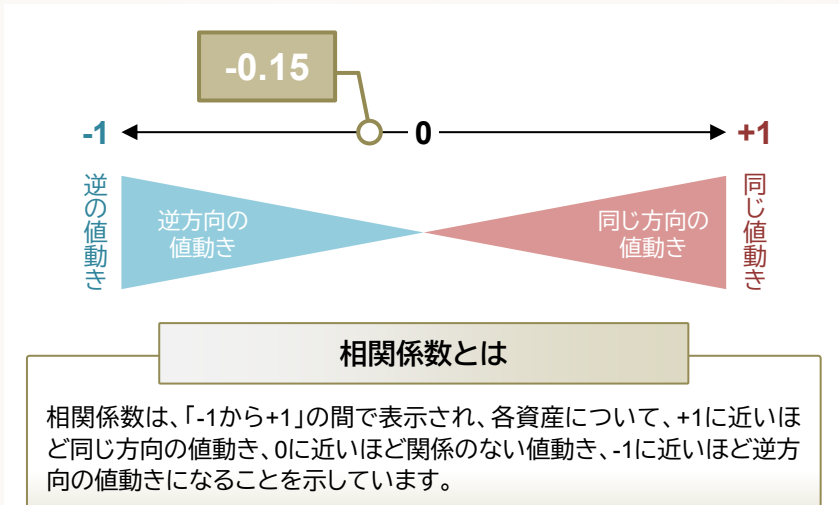 -0.15
-1
0
+1
逆の値動き
逆方向の
値動き
同じ方向の
値動き
同じ値動き
相関係数とは
相関係数は、「-1から+1」の間で表示され、各資産について、+1に近いほ
ど同じ方向の値動き、0に近いほど関係のない値動き、-1に近いほど逆方
向の値動きになることを示しています。